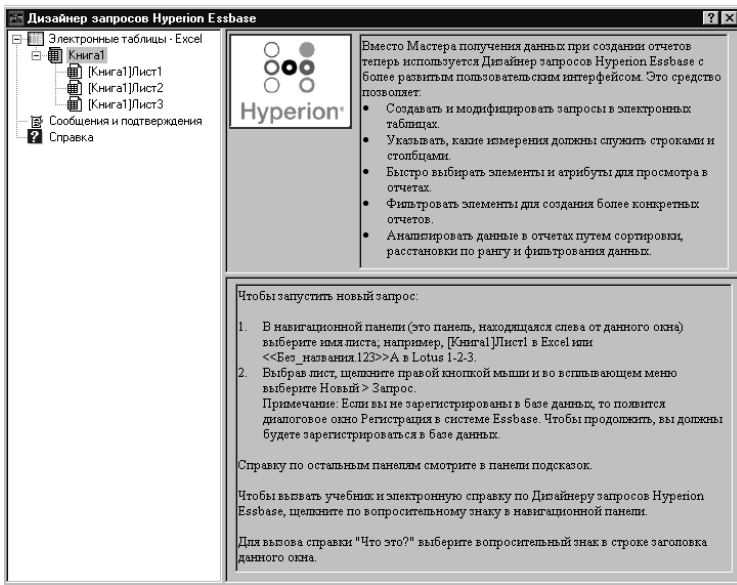 Дизайнер запросов Hyperion Essbase
Электронные таблицы - Excel
Книга1
[Книга1]Лист1
[Книга1]Лист2
[Книга1]Лист3
Сообщения и подтверждения
Справка
Hyperion
Вместо Мастера получения данных при создании отчетов
теперь используется Дизайнер запросов Hyperion Essbase с
более развитым пользовательским интерфейсом. Это средство
позволяет:
• Создавать и модифицировать запросы в электронных
таблицах.
• Указывать, какие измерения должны служить строками и
столбцами.
• Быстро выбирать элементы и атрибуты для просмотра в
отчетах.
• Фильтровать элементы для создания более конкретных
отчетов.
• Анализировать данные в отчетах путем сортировки,
расстановки по рангу и фильтрования данных.
Чтобы запустить новый запрос:
1. В навигационной панели (это панель, находящаяся слева от данного окна)
выберите имя листа; например, [Книга1]Лист1 в Excel или
<<Без_названия.123>>A в Lotus 1-2-3.
2. Выбрав лист, щелкните правой кнопкой мыши и во всплывающем меню
выберите Новый > Запрос.
Примечание: Если вы не зарегистрированы в базе данных, то появится
диалоговое окно Регистрация в системе Essbase. Чтобы продолжить, вы должны
будете зарегистрироваться в базе данных.
Справку по остальным панелям смотрите в панели подсказок.
Чтобы вызвать учебник и электронную справку по Дизайнеру запросов Hyperion
Essbase, щелкните по вопросительному знаку в навигационной панели.
Для вызова справки "Что это?" выберите вопросительный знак в строке заголовка
данного окна.